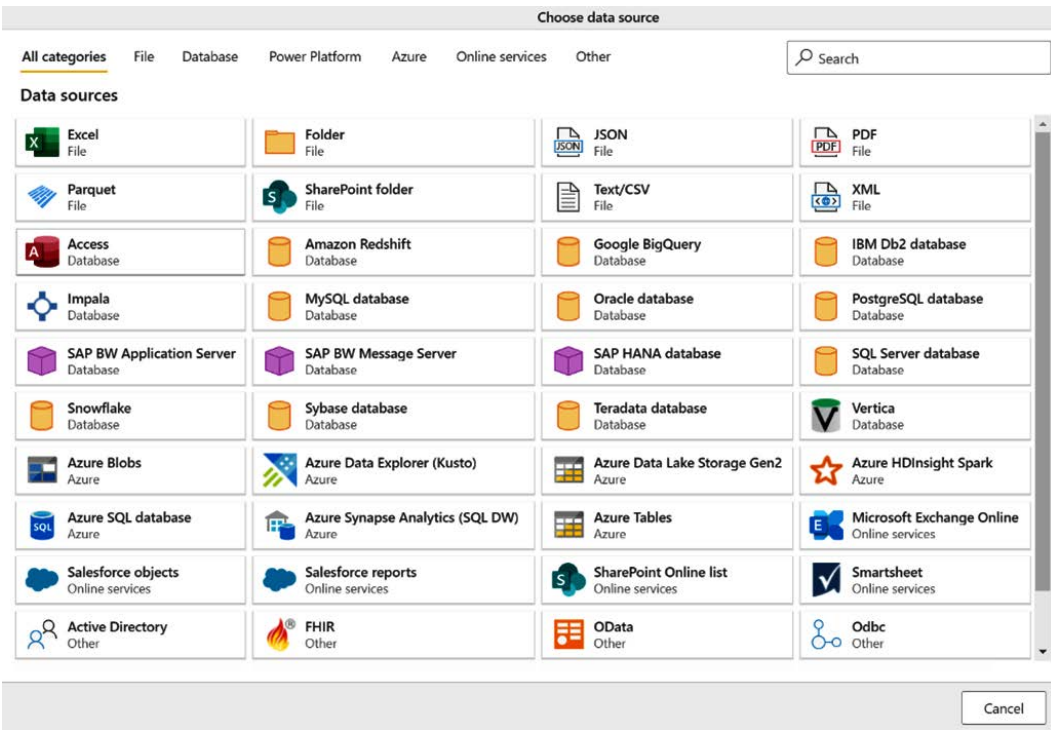 Choose data source
All categories File Database Power Platform Azure Online services Other Search
Data sources
Excel Folder JSON PDF
File File JSON File PDF File
Parquet SharePoint folder Text/CSV XML
File File File File
Access Amazon Redshift Google BigQuery IBM Db2 database
Database Database Database Database
Impala MySQL database Oracle database PostgreSQL database
Database Database Database Database
SAP BW Application Server SAP BW Message Server SAP HANA database SQL Server database
Database Database Database Database
Snowflake Sybase database Teradata database Vertica
Database Database Database Database
Azure Blobs Azure Data Explorer (Kusto) Azure Data Lake Storage Gen2 Azure HDInsight Spark
Azure Azure Azure Azure
Azure SQL database Azure Synapse Analytics (SQL DW) Azure Tables Microsoft Exchange Online
SQL Azure Azure Azure Online services
Salesforce objects Salesforce reports SharePoint Online list Smartsheet
Online services Online services Online services Online services
Active Directory FHIR OData Odbc
Other Other Other Other
Cancel